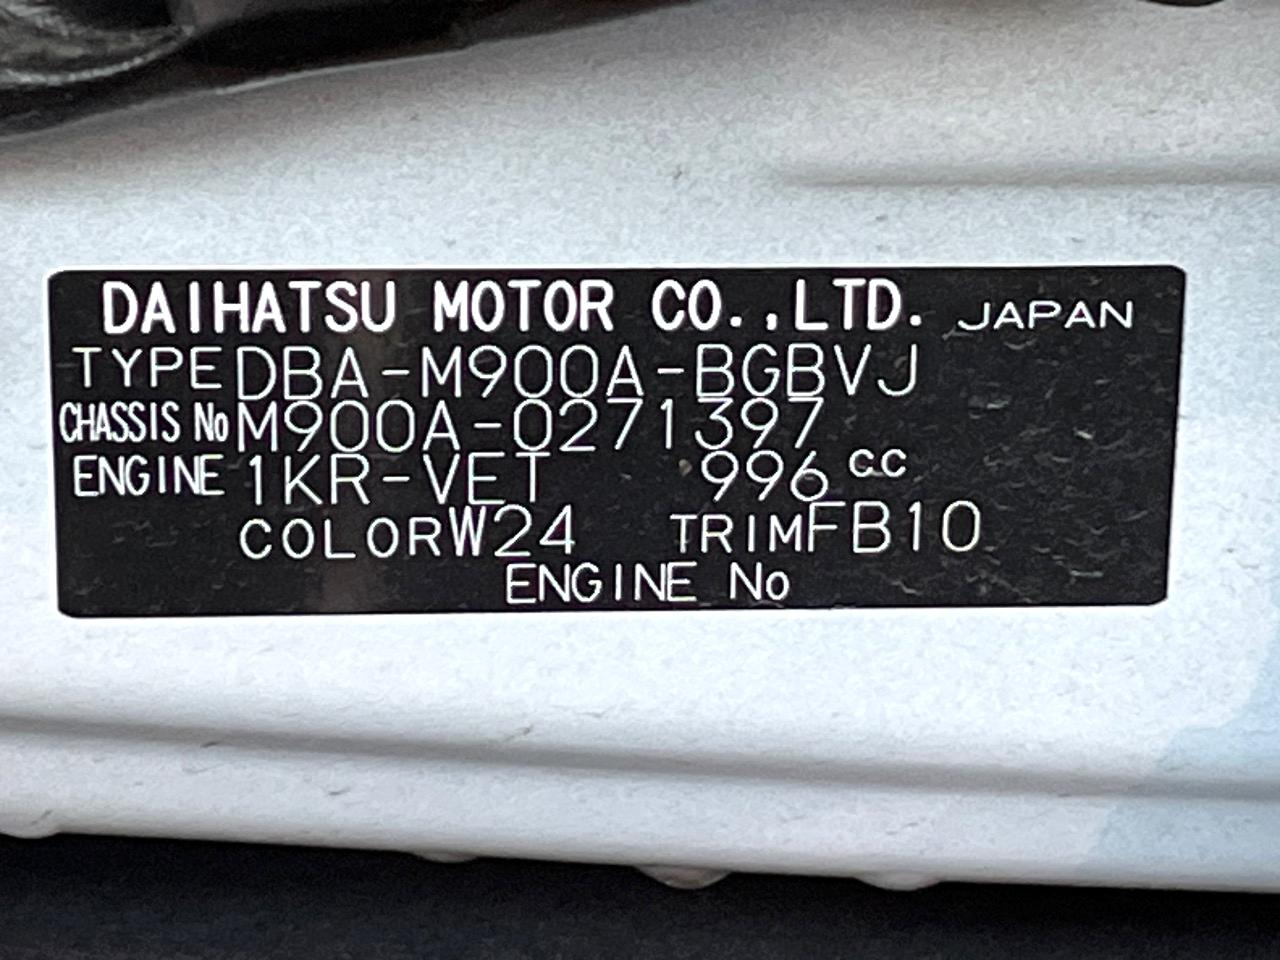 DAIHATSU MOTOR CO.,LTD. JAPAN
TYPE DBA-M900A-BGBVJ
CHASSIS No M900A-0271397
ENGINE 1KR-VET 996 cc
COLOR W24 TRIM FB10
ENGINE No